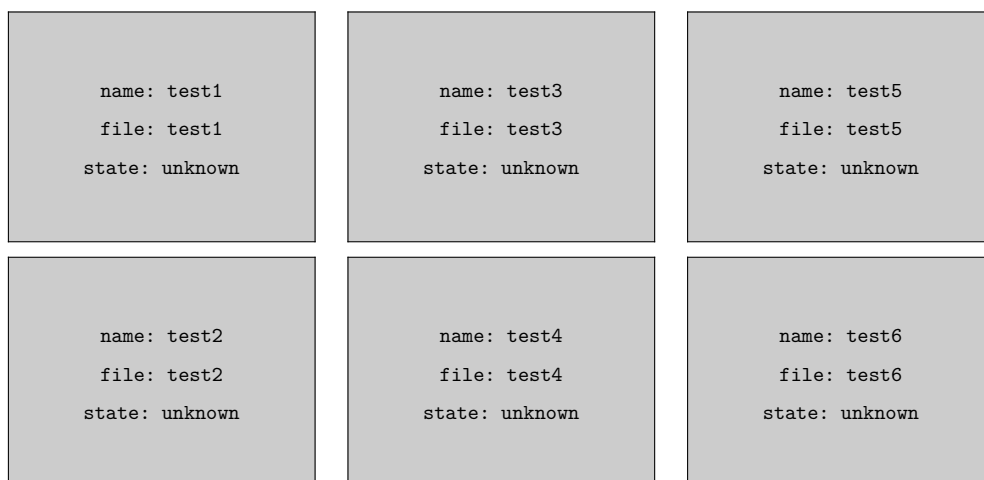 name: test1
file: test1
state: unknown
name: test3
file: test3
state: unknown
name: test5
file: test5
state: unknown
name: test2
file: test2
state: unknown
name: test4
file: test4
state: unknown
name: test6
file: test6
state: unknown